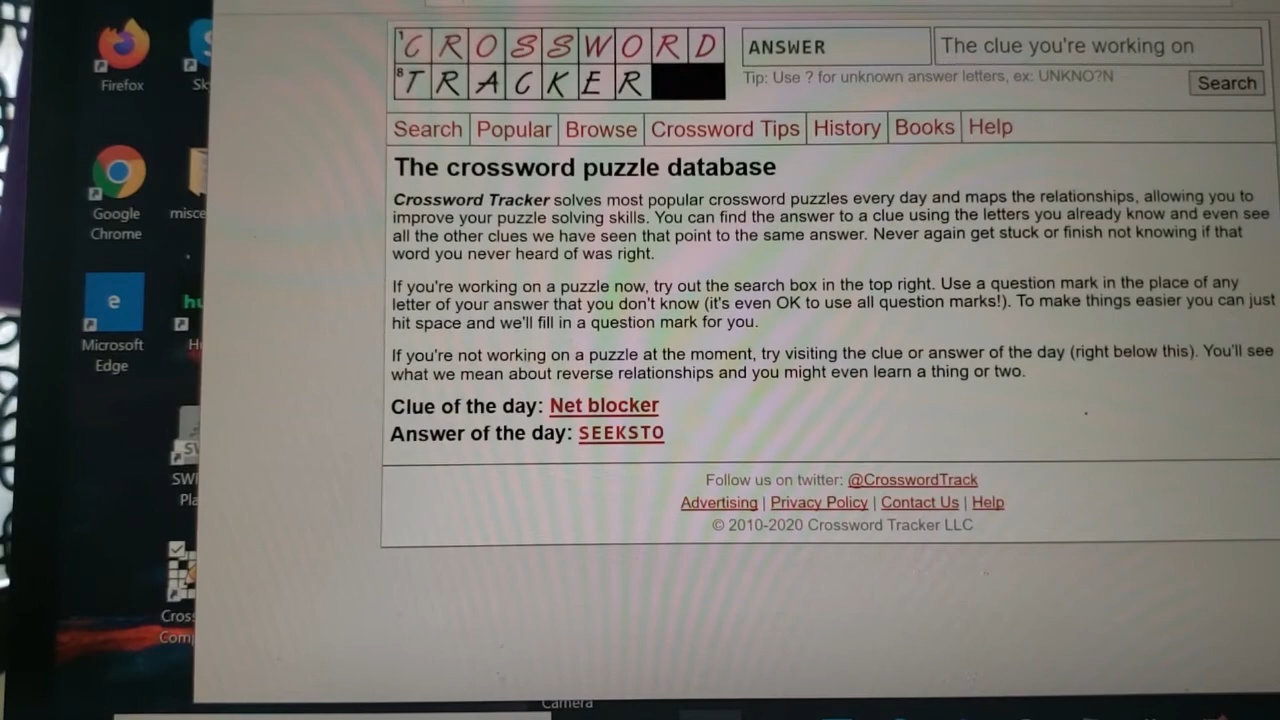 Firefox
Sk
Google
Chrome
misce
Microsoft
Edge
SWI
Pla
Cross
Com
Camera
1 CROSSWORD
8 TRACKER
ANSWER
The clue you're working on
Tip: Use ? for unknown answer letters, ex: UNKNO?N
Search
Search Popular Browse Crossword Tips History Books Help
The crossword puzzle database
Crossword Tracker solves most popular crossword puzzles every day and maps the relationships, allowing you to
improve your puzzle solving skills. You can find the answer to a clue using the letters you already know and even see
all the other clues we have seen that point to the same answer. Never again get stuck or finish not knowing if that
word you never heard of was right.
If you're working on a puzzle now, try out the search box in the top right. Use a question mark in the place of any
letter of your answer that you don't know (it's even OK to use all question marks!). To make things easier you can just
hit space and we'll fill in a question mark for you.
If you're not working on a puzzle at the moment, try visiting the clue or answer of the day (right below this). You'll see
what we mean about reverse relationships and you might even learn a thing or two.
Clue of the day: Net blocker
Answer of the day: SEEKSTO
Follow us on twitter: @CrosswordTrack
Advertising | Privacy Policy | Contact Us | Help
© 2010-2020 Crossword Tracker LLC